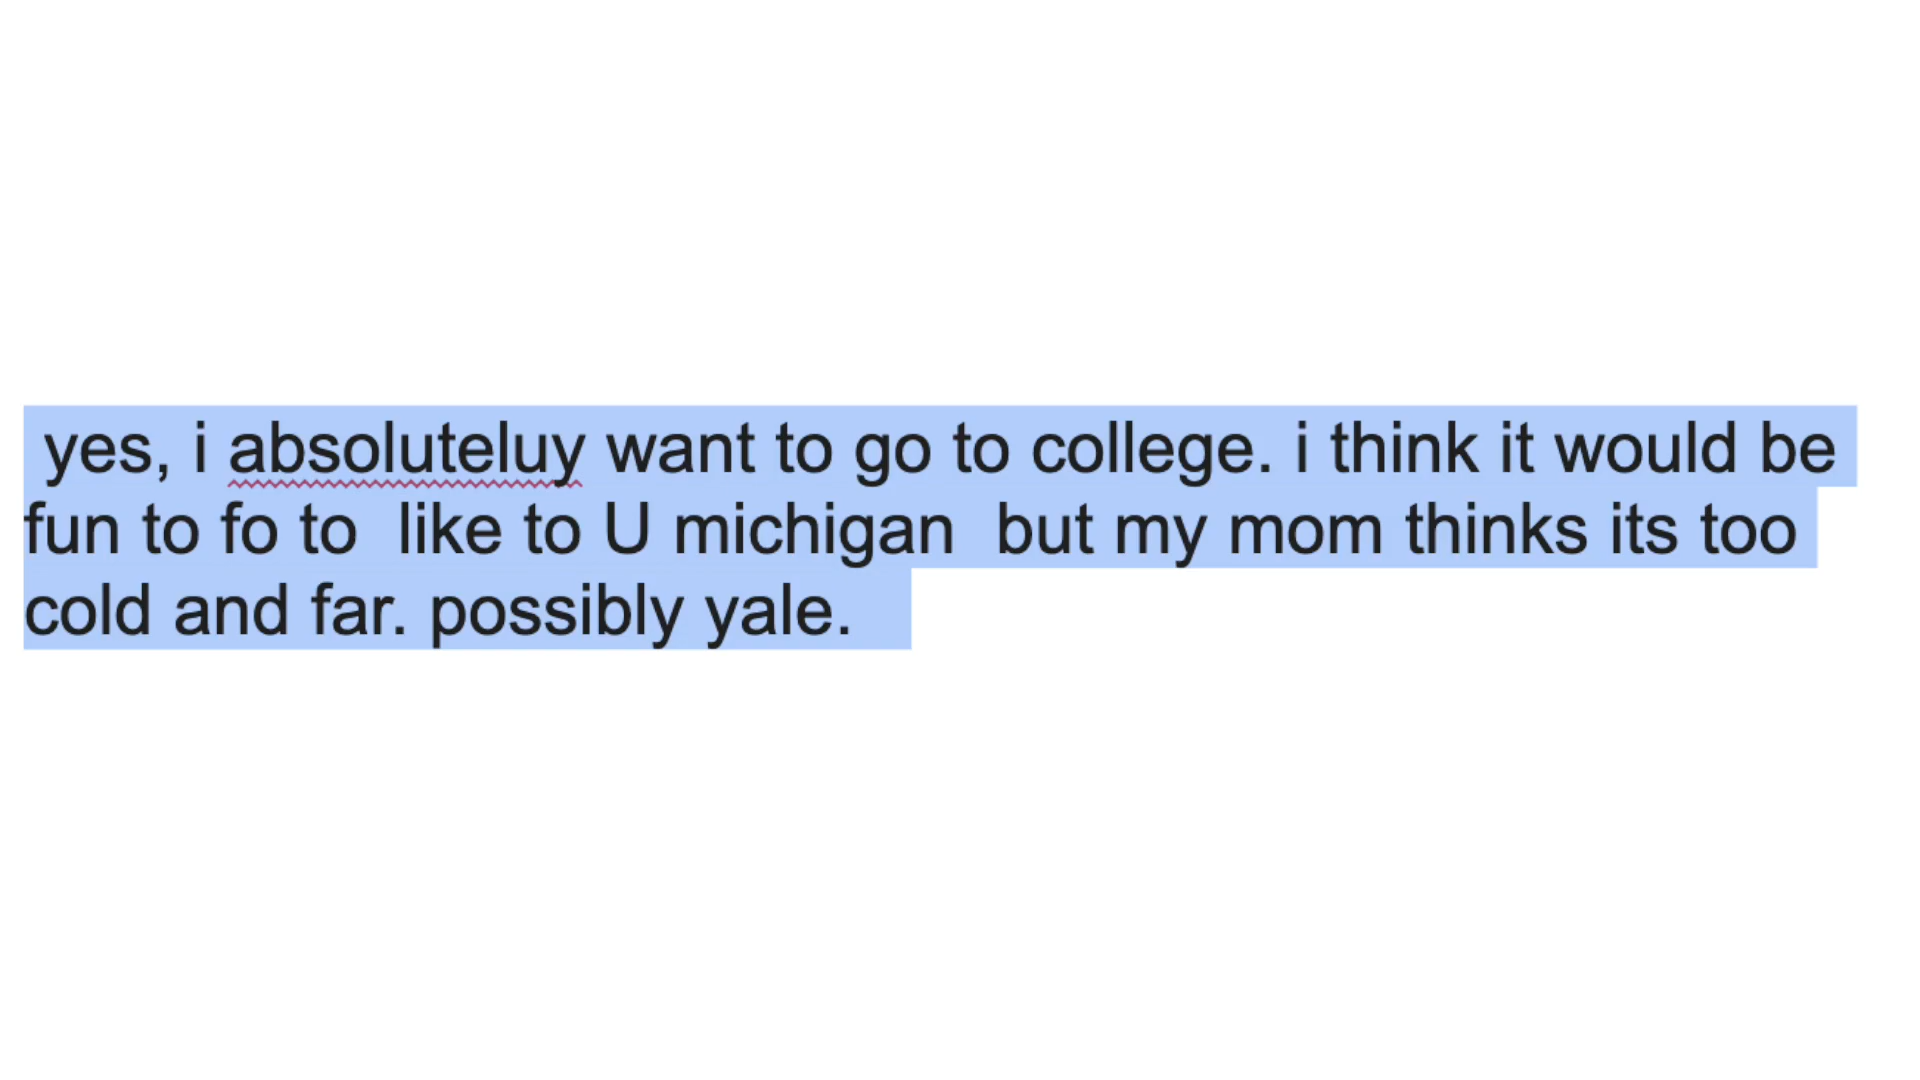 yes, i absoluteluy want to go to college. i think it would be
fun to fo to  like to U michigan  but my mom thinks its too
cold and far. possibly yale.